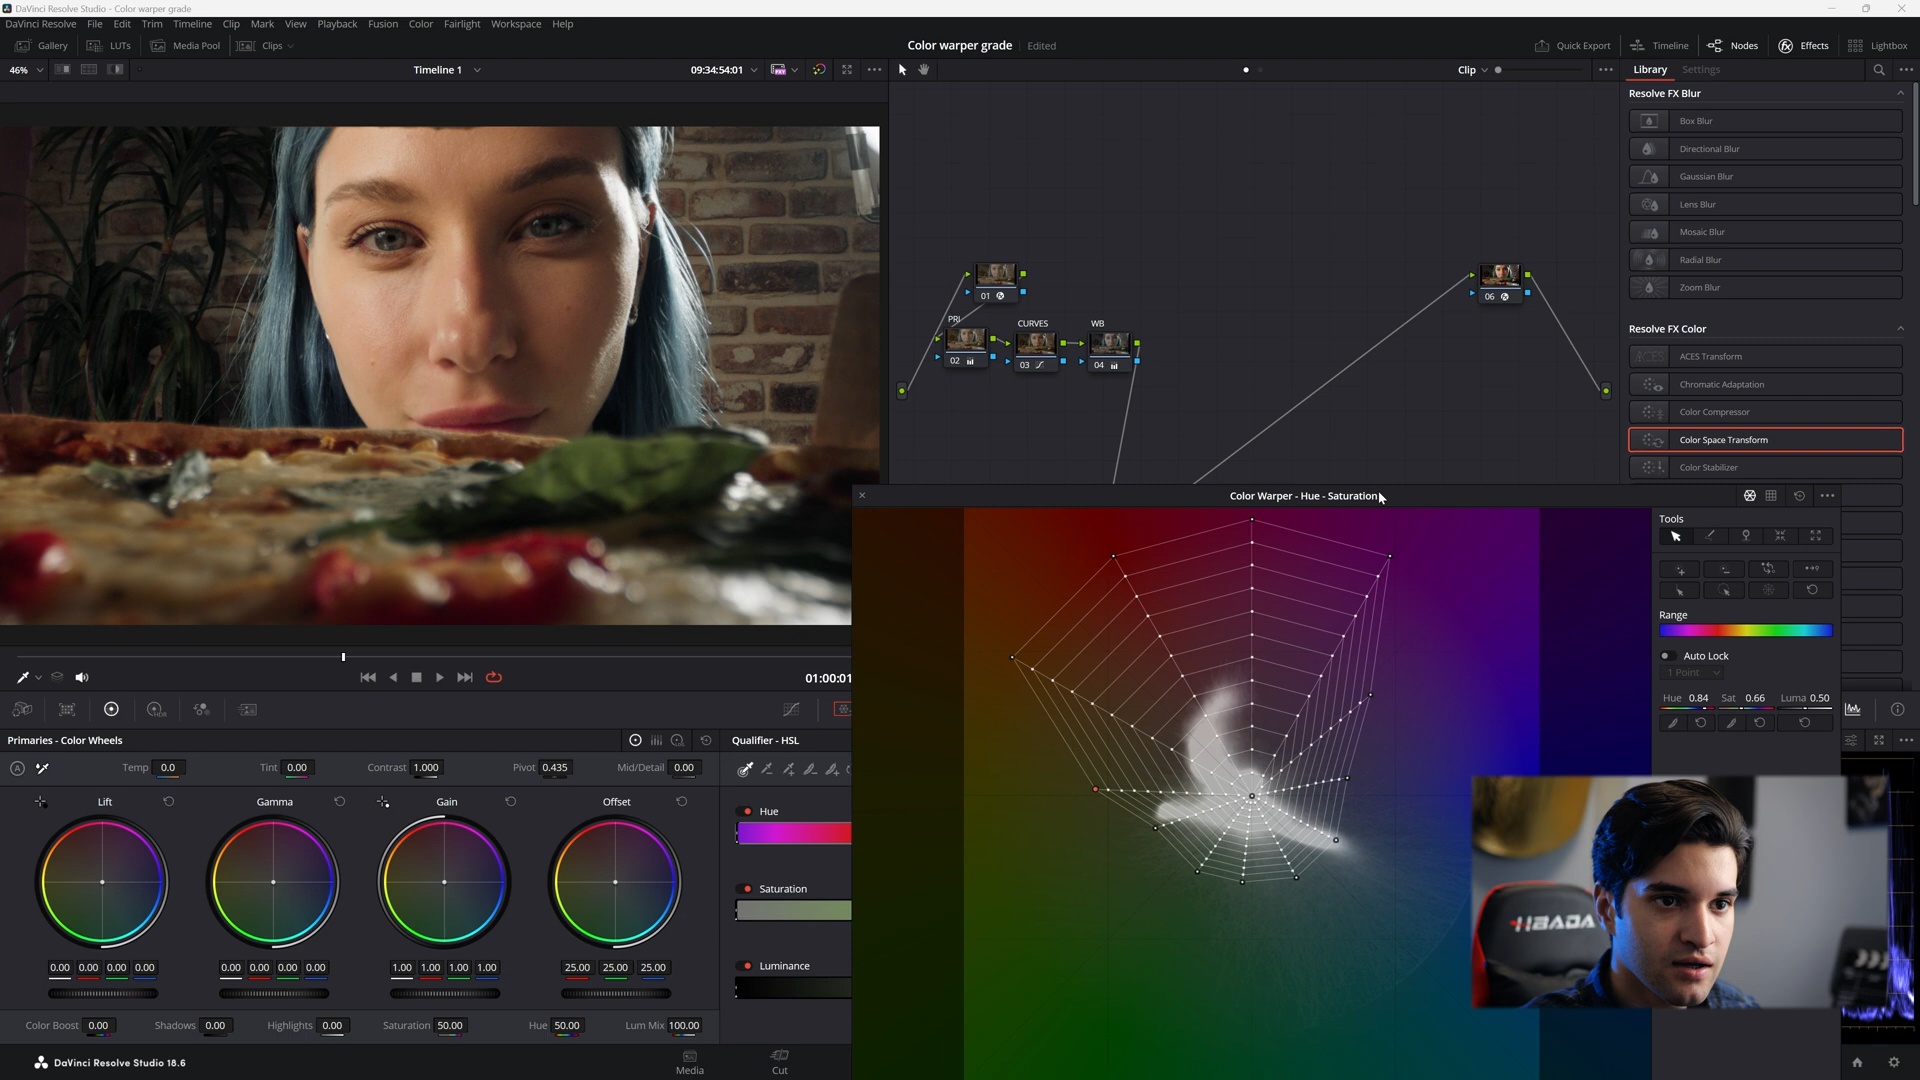 DaVinci Resolve Studio - Color warper grade
DaVinci Resolve File Edit Trim Timeline Clip Mark View Playback Fusion Color Fairlight Workspace Help
Gallery LUTs Media Pool Clips Color warper grade Edited Quick Export Timeline Nodes Effects Lightbox
46% Timeline 1 09:34:54:01 Clip Library Settings
Resolve FX Blur
Box Blur
Directional Blur
Gaussian Blur
Lens Blur
Mosaic Blur
Radial Blur
Zoom Blur
Resolve FX Color
ACES Transform
Chromatic Adaptation
Color Compressor
Color Space Transform
Color Stabilizer
01
06
PRI CURVES WB
02 03 04
Color Warper - Hue - Saturation
Tools
Range
Auto Lock
1 Point
Hue 0.84 Sat 0.66 Luma 0.50
01:00:01
HDR
Primaries - Color Wheels Qualifier - HSL
A Temp 0.0 Tint 0.00 Contrast 1.000 Pivot 0.435 Mid/Detail 0.00
Lift Gamma Gain Offset
Hue
Saturation
Luminance
0.00 0.00 0.00 0.00 0.00 0.00 0.00 0.00 1.00 1.00 1.00 1.00 25.00 25.00 25.00
Color Boost 0.00 Shadows 0.00 Highlights 0.00 Saturation 50.00 Hue 50.00 Lum Mix 100.00
DaVinci Resolve Studio 18.6 Media Cut
HBADA